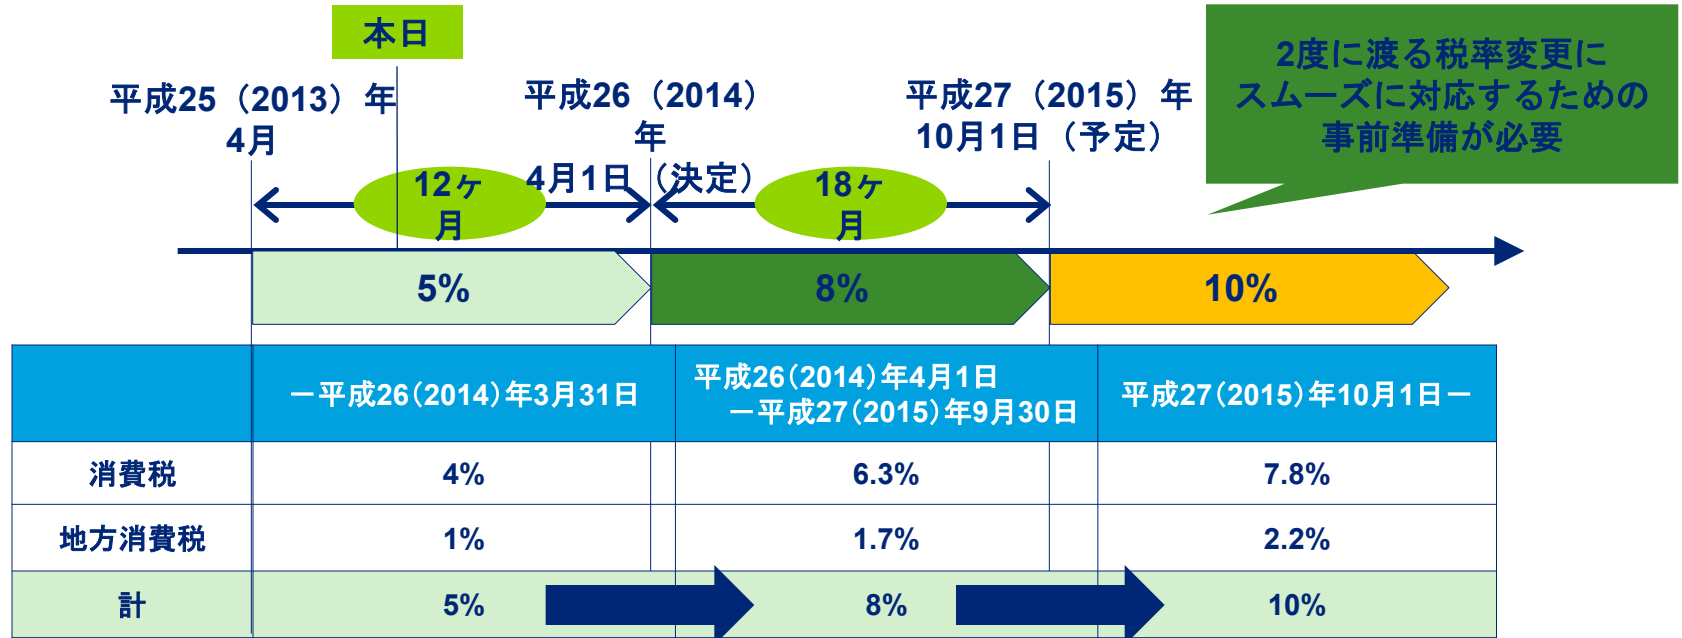 本日
2度に渡る税率変更に
スムーズに対応するための
事前準備が必要
平成25（2013）年
4月
平成26（2014）
年
4月1日（決定）
平成27（2015）年
10月1日（予定）
12ヶ
月
18ヶ
月
5%
8%
10%
－平成26（2014）年3月31日
平成26（2014）年4月1日
－平成27（2015）年9月30日
平成27（2015）年10月1日－
消費税 4% 6.3% 7.8%
地方消費税 1% 1.7% 2.2%
計 5% 8% 10%